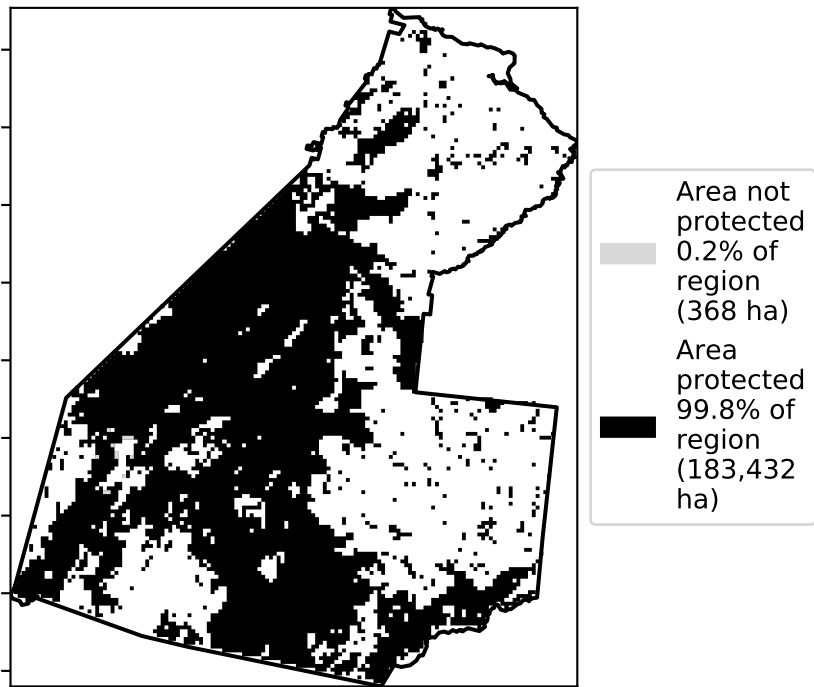 Area not
protected
0.2% of
region
(368 ha)
Area
protected
99.8% of
region
(183,432
ha)